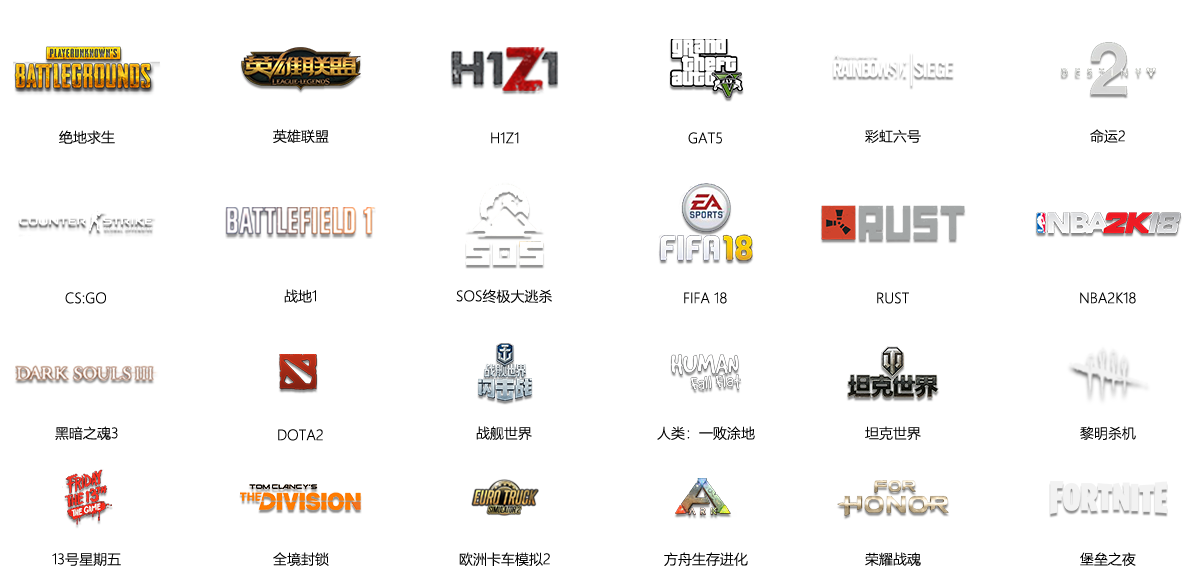 PLAYERUNKNOWN'S
BATTLEGROUNDS
英雄联盟
LEAGUE of LEGENDS
H1Z1
grand
theft
auto
V
RAINBOW SIX | SIEGE
DESTINY
2
绝地求生
英雄联盟
H1Z1
GAT5
彩虹六号
命运2
COUNTER STRIKE
GLOBAL OFFENSIVE
BATTLEFIELD 1
SOS
EA
SPORTS
FIFA 18
RUST
NBA2K18
CS:GO
战地1
SOS终极大逃杀
FIFA 18
RUST
NBA2K18
DARK SOULS III
战舰世界
闪击战
HUMAN
Fall Flat
坦克世界
黑暗之魂3
DOTA2
战舰世界
人类：一败涂地
坦克世界
黎明杀机
FRIDAY
THE 13TH
THE GAME
TOM CLANCY'S
THE DIVISION
EURO TRUCK
SIMULATOR 2
ARK
FOR
HONOR
FORTNITE
13号星期五
全境封锁
欧洲卡车模拟2
方舟生存进化
荣耀战魂
堡垒之夜